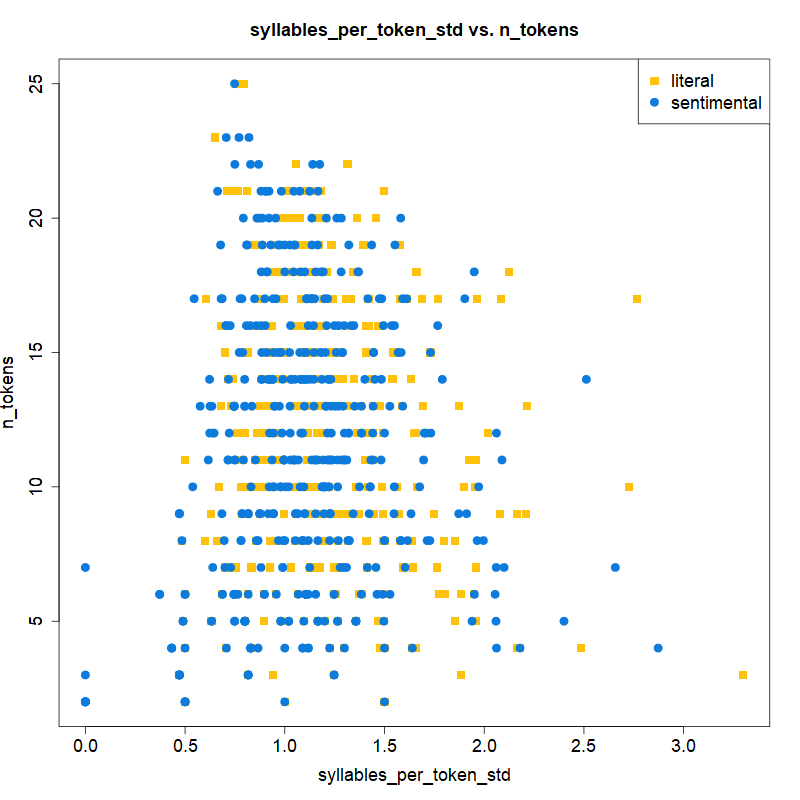 syllables_per_token_std vs. n_tokens
literal
sentimental
25
20
15
10
5
n_tokens
0.0 0.5 1.0 1.5 2.0 2.5 3.0
syllables_per_token_std